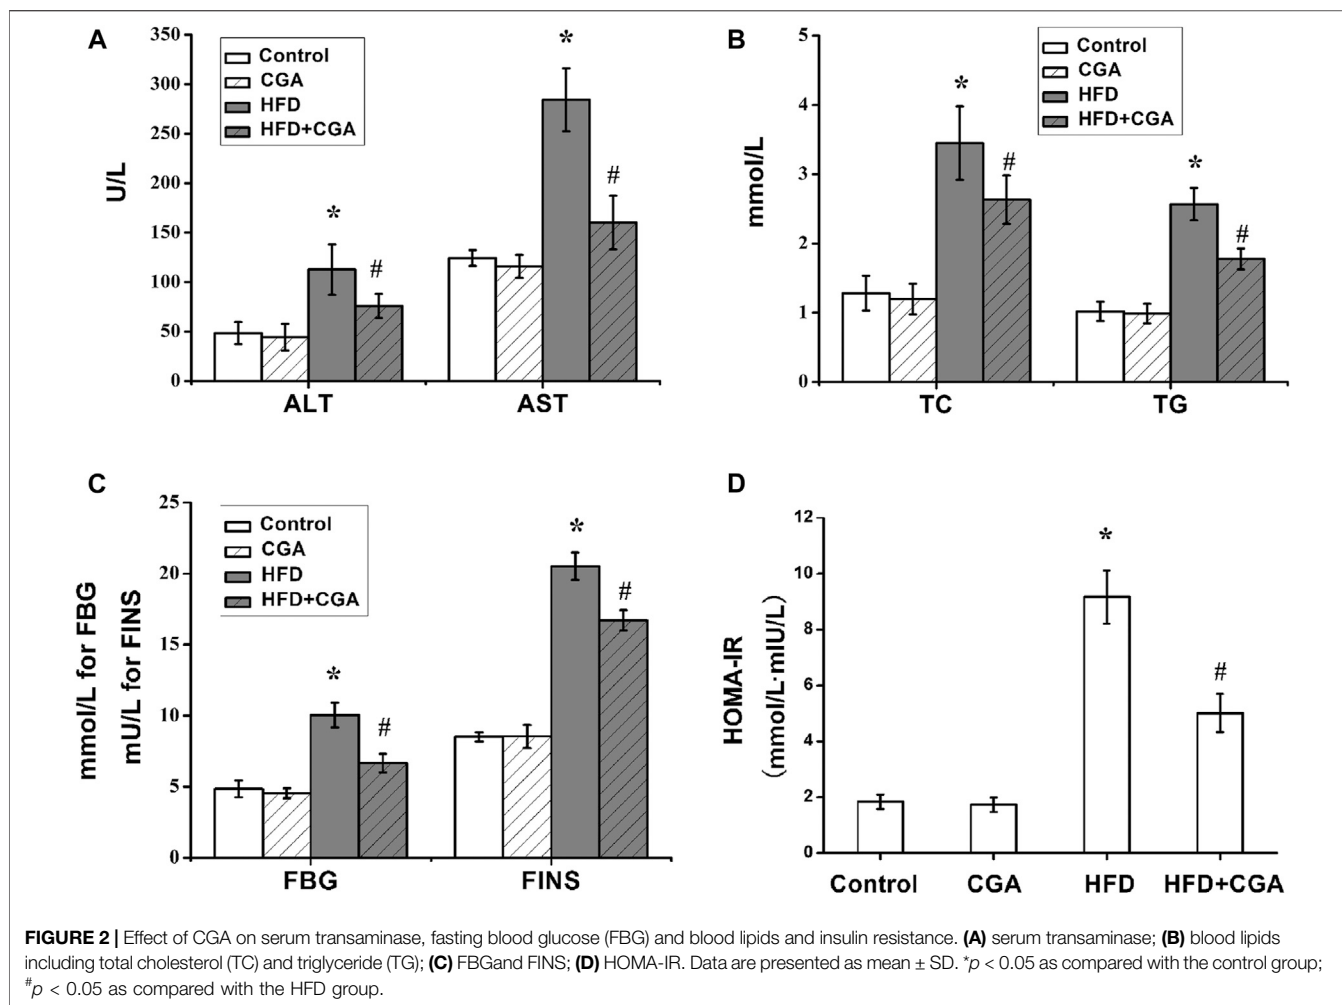 A
350
300
250
200
150
100
50
0
U/L
Control
CGA
HFD
HFD+CGA
*
#
*
#
ALT
AST
B
5
4
3
2
1
0
mmol/L
Control
CGA
HFD
HFD+CGA
*
#
*
#
TC
TG
C
25
20
15
10
5
0
mmol/L for FBG
mU/L for FINS
Control
CGA
HFD
HFD+CGA
*
#
*
#
FBG
FINS
D
12
10
8
6
4
2
0
HOMA-IR
(mmol/L·mIU/L)
*
#
Control
CGA
HFD
HFD+CGA
FIGURE 2 | Effect of CGA on serum transaminase, fasting blood glucose (FBG) and blood lipids and insulin resistance. (A) serum transaminase; (B) blood lipids
including total cholesterol (TC) and triglyceride (TG); (C) FBGand FINS; (D) HOMA-IR. Data are presented as mean ± SD. *p < 0.05 as compared with the control group;
#p < 0.05 as compared with the HFD group.